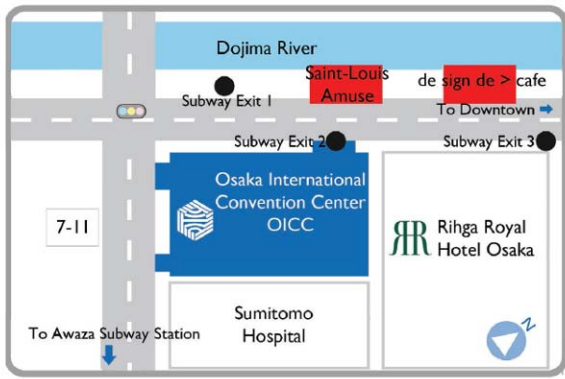 Dojima River
Saint-Louis
Amuse
de sign de > cafe
Subway Exit 1
To Downtown
Subway Exit 2
Subway Exit 3
Osaka International
Convention Center
OICC
7-11
RR
Rihga Royal
Hotel Osaka
Sumitomo
Hospital
To Awaza Subway Station
N